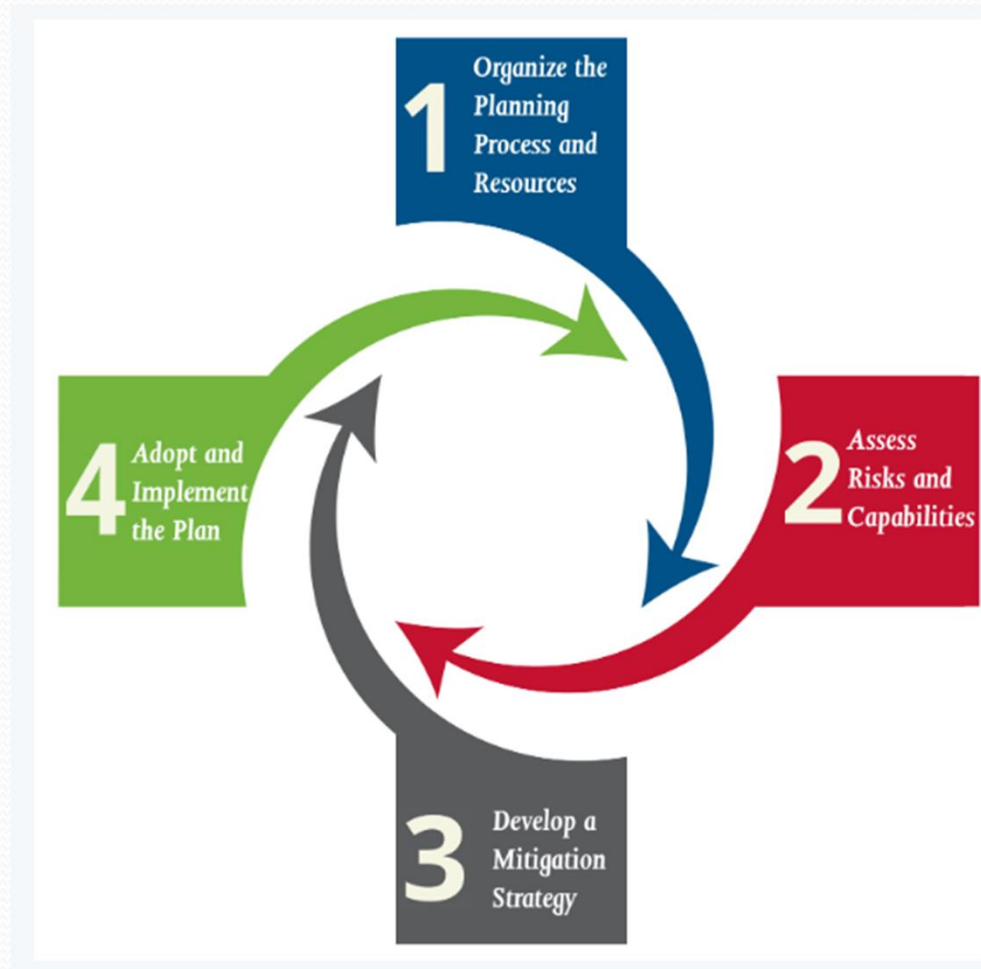 1
Organize the
Planning
Process and
Resources
2
Assess
Risks and
Capabilities
3
Develop a
Mitigation
Strategy
4
Adopt and
Implement
the Plan